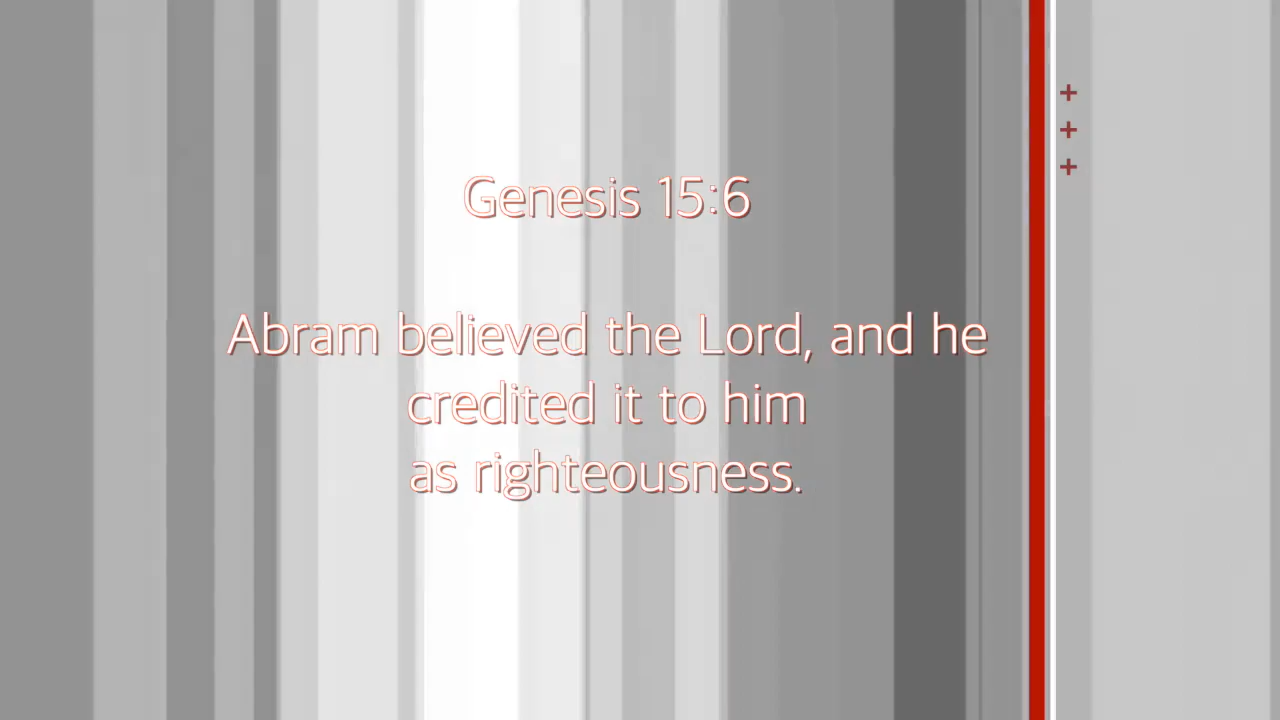 Genesis 15:6
Abram believed the Lord, and he
credited it to him
as righteousness.